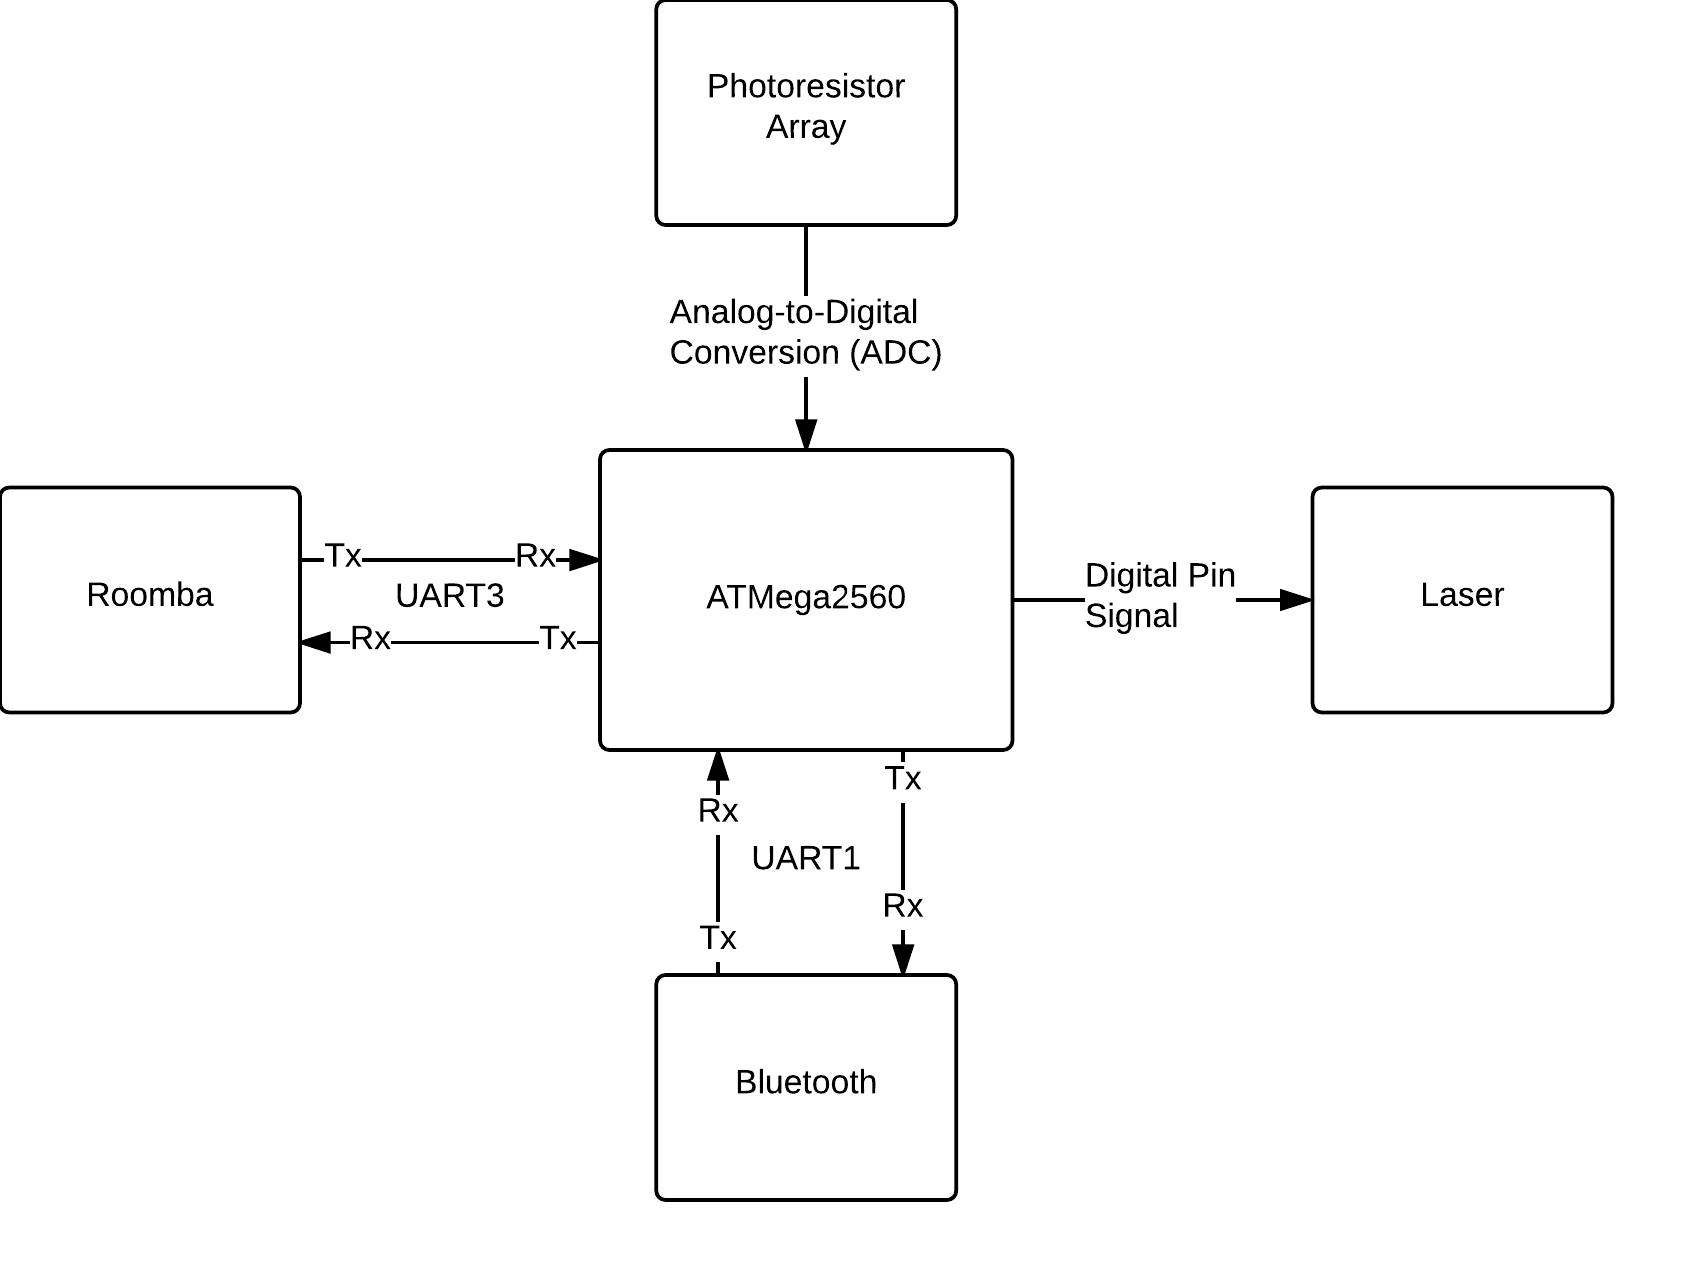 Photoresistor
Array
Analog-to-Digital
Conversion (ADC)
Roomba
Tx
Rx
UART3
Rx
Tx
ATMega2560
Digital Pin
Signal
Laser
Rx
Tx
UART1
Tx
Rx
Bluetooth